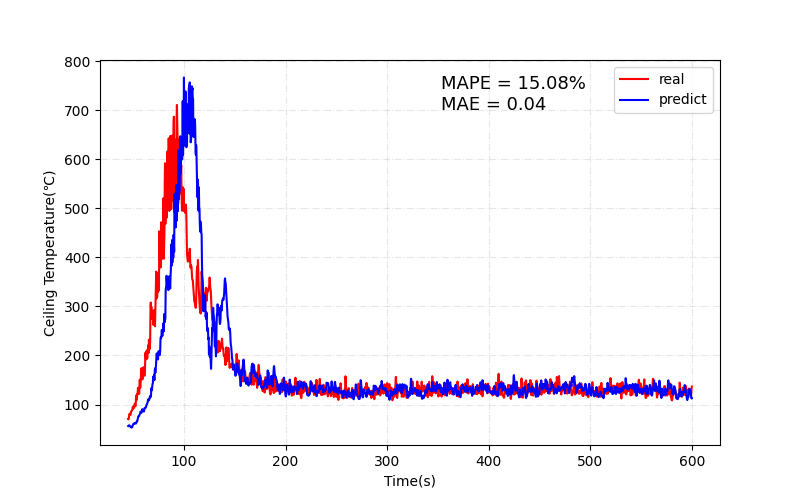 MAPE = 15.08%
MAE = 0.04
real
predict
Ceiling Temperature(℃)
800
700
600
500
400
300
200
100
100 200 300 400 500 600
Time(s)